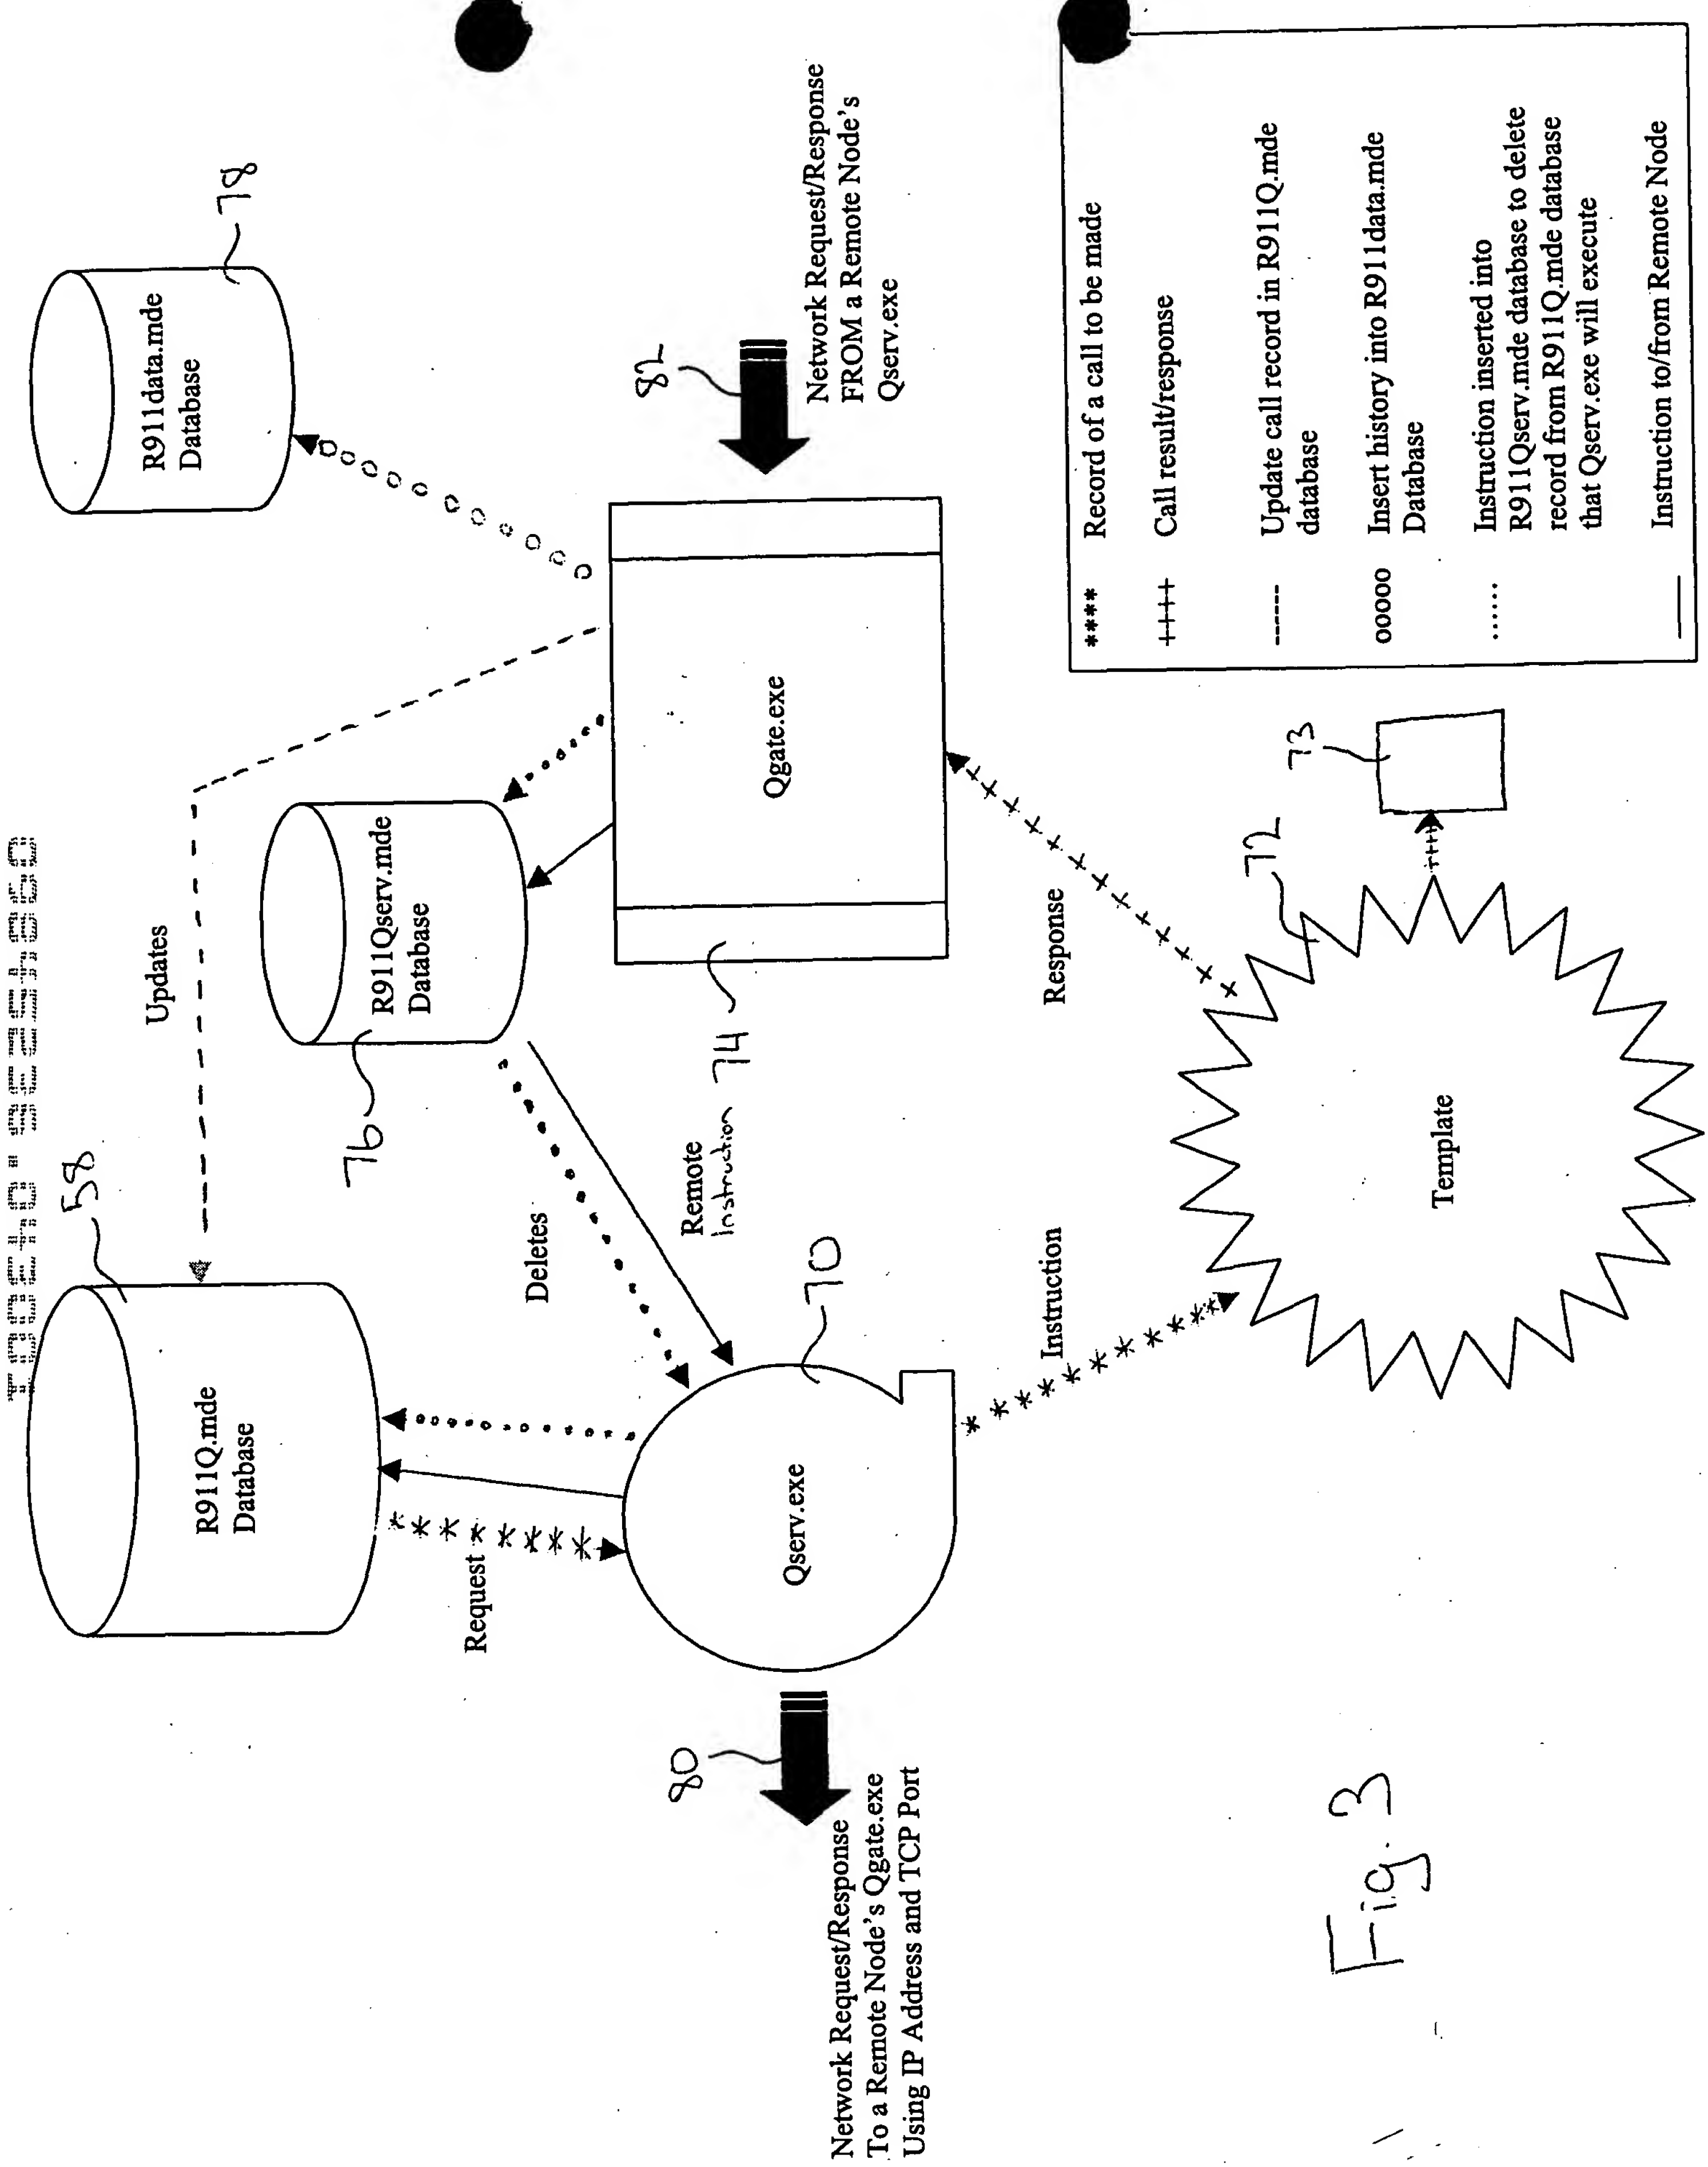 R911Q.mde
Database
58
Updates
R911Qserv.mde
Database
76
R911data.mde
Database
78
Request
Deletes
Remote
Instruction
74
Qserv.exe
70
Qgate.exe
82
Network Request/Response
FROM a Remote Node's
Qserv.exe
80
Network Request/Response
To a Remote Node's Qgate.exe
Using IP Address and TCP Port
Instruction
Response
Template
72
73
++++
**** Record of a call to be made
++++ Call result/response
----- Update call record in R911Q.mde
database
ooooo Insert history into R911data.mde
Database
...... Instruction inserted into
R911Qserv.mde database to delete
record from R911Q.mde database
that Qserv.exe will execute
—— Instruction to/from Remote Node
Fig. 3